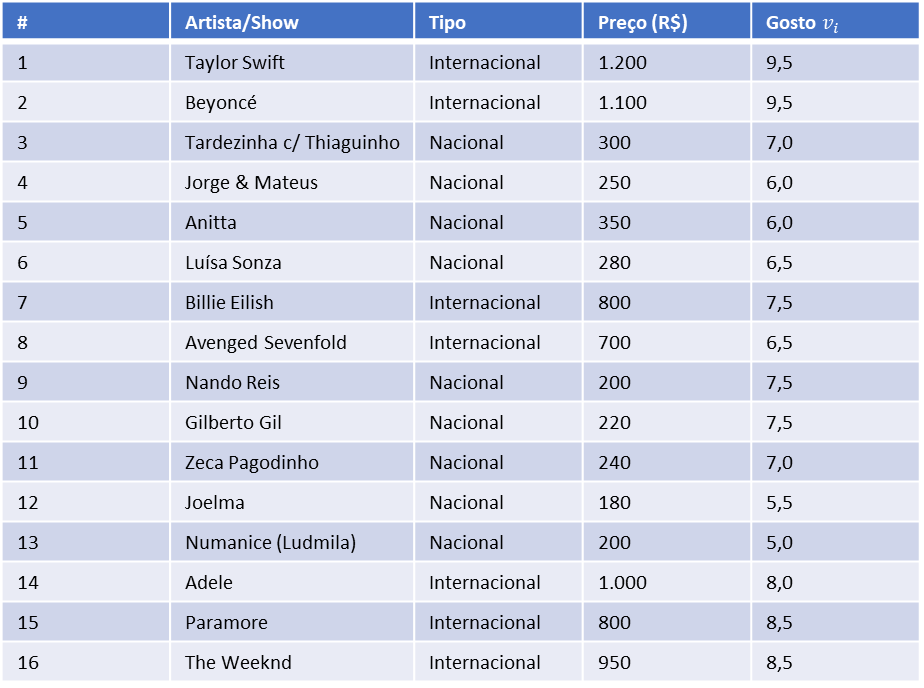 # Artista/Show Tipo Preço (R$) Gosto 𝑣𝑖
1 Taylor Swift Internacional 1.200 9,5
2 Beyoncé Internacional 1.100 9,5
3 Tardezinha c/ Thiaguinho Nacional 300 7,0
4 Jorge & Mateus Nacional 250 6,0
5 Anitta Nacional 350 6,0
6 Luísa Sonza Nacional 280 6,5
7 Billie Eilish Internacional 800 7,5
8 Avenged Sevenfold Internacional 700 6,5
9 Nando Reis Nacional 200 7,5
10 Gilberto Gil Nacional 220 7,5
11 Zeca Pagodinho Nacional 240 7,0
12 Joelma Nacional 180 5,5
13 Numanice (Ludmila) Nacional 200 5,0
14 Adele Internacional 1.000 8,0
15 Paramore Internacional 800 8,5
16 The Weeknd Internacional 950 8,5